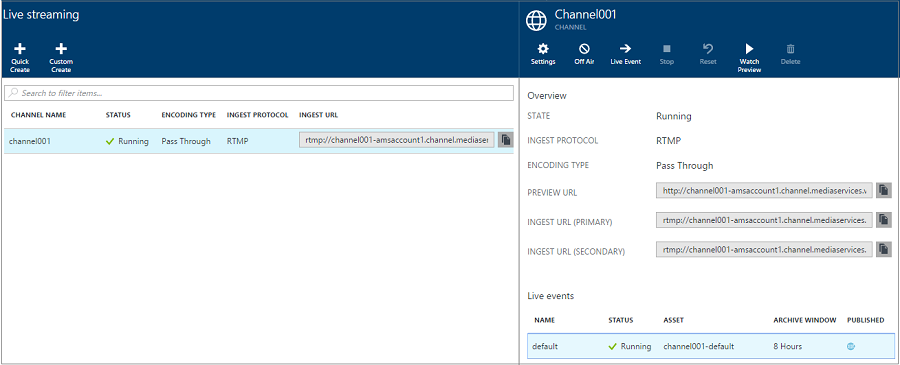 Live streaming
Quick Create
Custom Create
Search to filter items...
CHANNEL NAME STATUS ENCODING TYPE INGEST PROTOCOL INGEST URL
channel001 Running Pass Through RTMP rtmp://channel001-amsaccount1.channel.mediaser
Channel001
CHANNEL
Settings Off Air Live Event Stop Reset Watch Preview Delete
Overview
STATE Running
INGEST PROTOCOL RTMP
ENCODING TYPE Pass Through
PREVIEW URL http://channel001-amsaccount1.channel.mediaservices.v
INGEST URL (PRIMARY) rtmp://channel001-amsaccount1.channel.mediaservices.
INGEST URL (SECONDARY) rtmp://channel001-amsaccount1.channel.mediaservices.
Live events
NAME STATUS ASSET ARCHIVE WINDOW PUBLISHED
default Running channel001-default 8 Hours